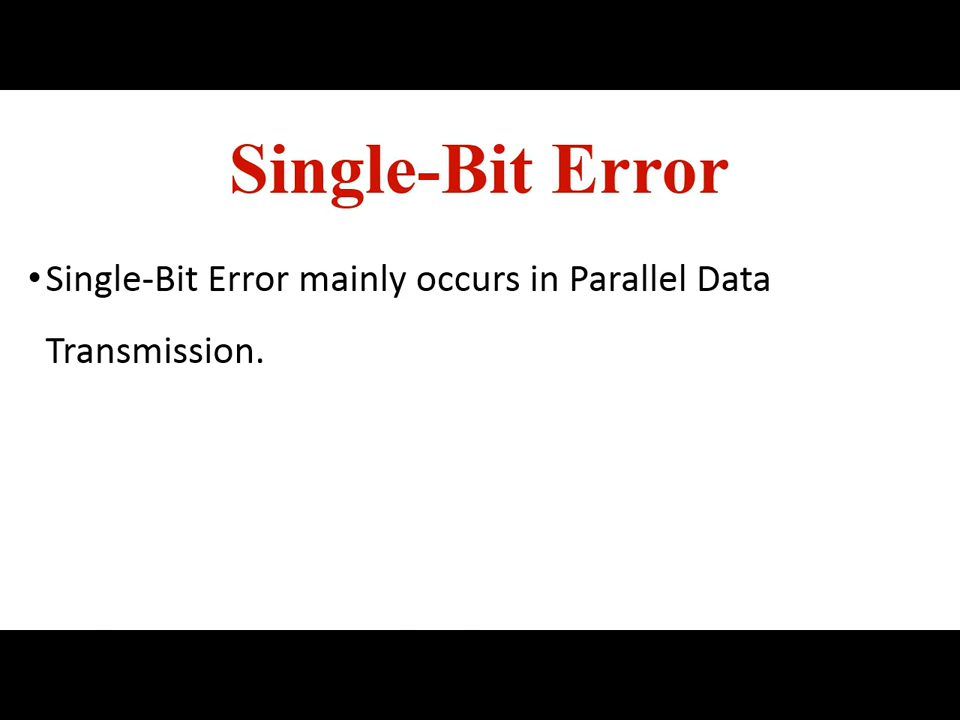 Single-Bit Error
•Single-Bit Error mainly occurs in Parallel Data
Transmission.